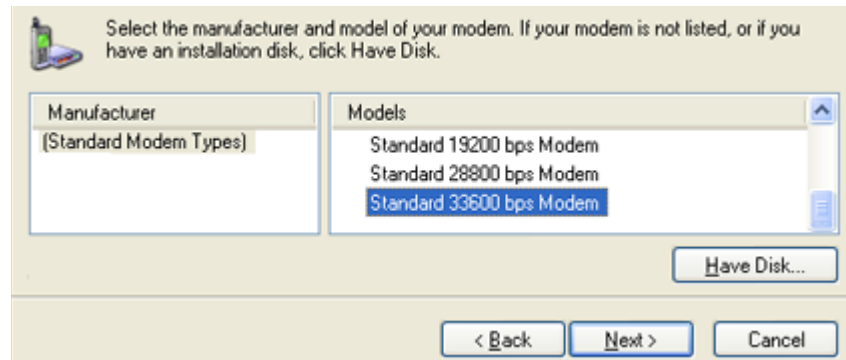 Select the manufacturer and model of your modem. If your modem is not listed, or if you
have an installation disk, click Have Disk.
Manufacturer
(Standard Modem Types)
Models
Standard 19200 bps Modem
Standard 28800 bps Modem
Standard 33600 bps Modem
Have Disk...
< Back
Next >
Cancel